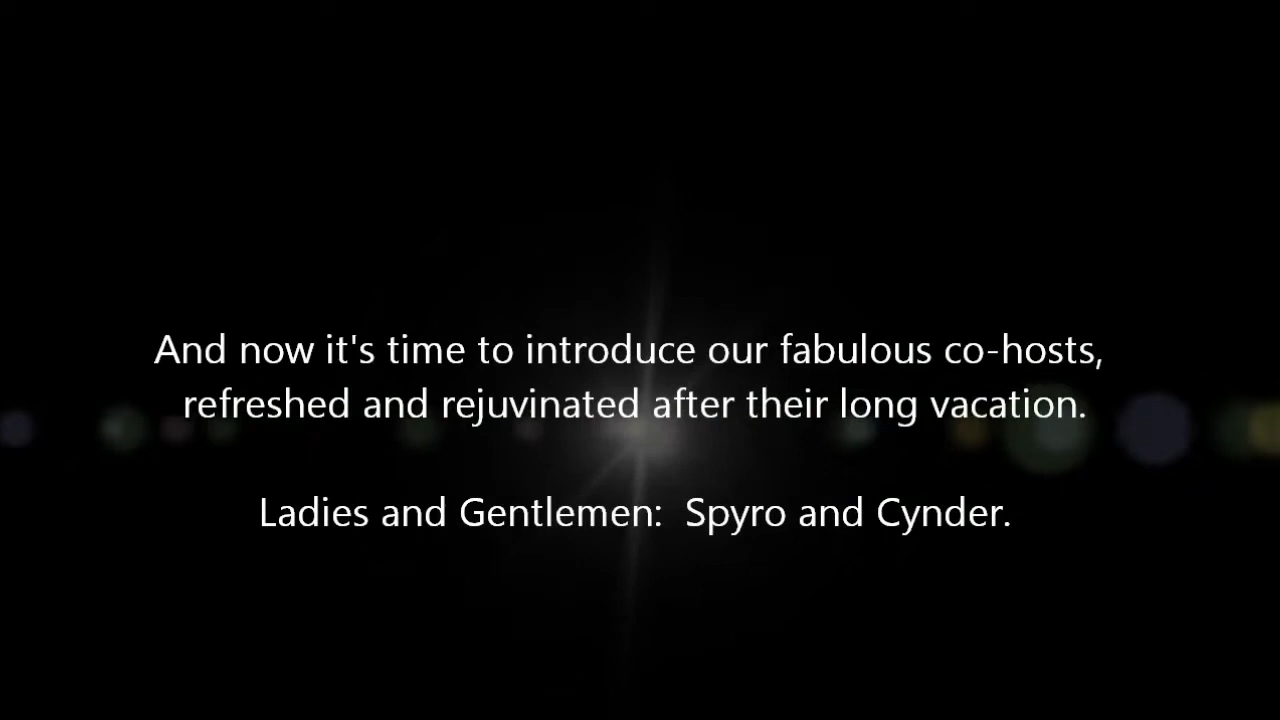 And now it's time to introduce our fabulous co-hosts,
refreshed and rejuvinated after their long vacation.
Ladies and Gentlemen:  Spyro and Cynder.